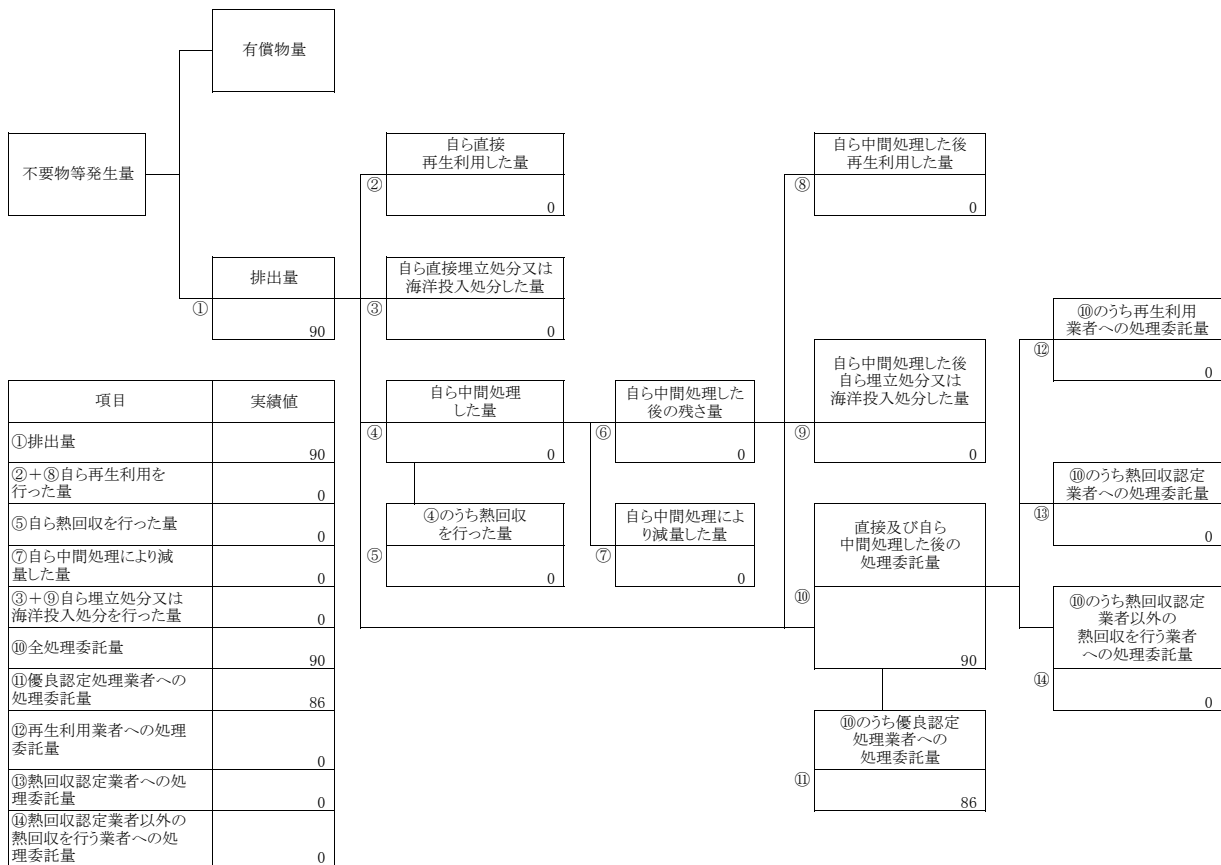 有償物量
不要物等発生量
自ら直接
再生利用した量
②
0
自ら中間処理した後
再生利用した量
⑧
0
排出量
①
90
自ら直接埋立処分又は
海洋投入処分した量
③
0
⑩のうち再生利用
業者への処理委託量
⑫
0
自ら中間処理
した量
④
0
自ら中間処理した
後の残さ量
⑥
0
自ら中間処理した後
自ら埋立処分又は
海洋投入処分した量
⑨
0
⑩のうち熱回収認定
業者への処理委託量
⑬
0
④のうち熱回収
を行った量
⑤
0
自ら中間処理によ
り減量した量
⑦
0
直接及び自ら
中間処理した後の
処理委託量
⑩
90
⑩のうち熱回収認定
業者以外の
熱回収を行う業者
への処理委託量
⑭
0
⑩のうち優良認定
処理業者への
処理委託量
⑪
86
項目 実績値
①排出量
90
②＋⑧自ら再生利用を
行った量
0
⑤自ら熱回収を行った量
0
⑦自ら中間処理により減
量した量
0
③＋⑨自ら埋立処分又は
海洋投入処分を行った量
0
⑩全処理委託量
90
⑪優良認定処理業者への
処理委託量
86
⑫再生利用業者への処理
委託量
0
⑬熱回収認定業者への処
理委託量
0
⑭熱回収認定業者以外の
熱回収を行う業者への処
理委託量
0